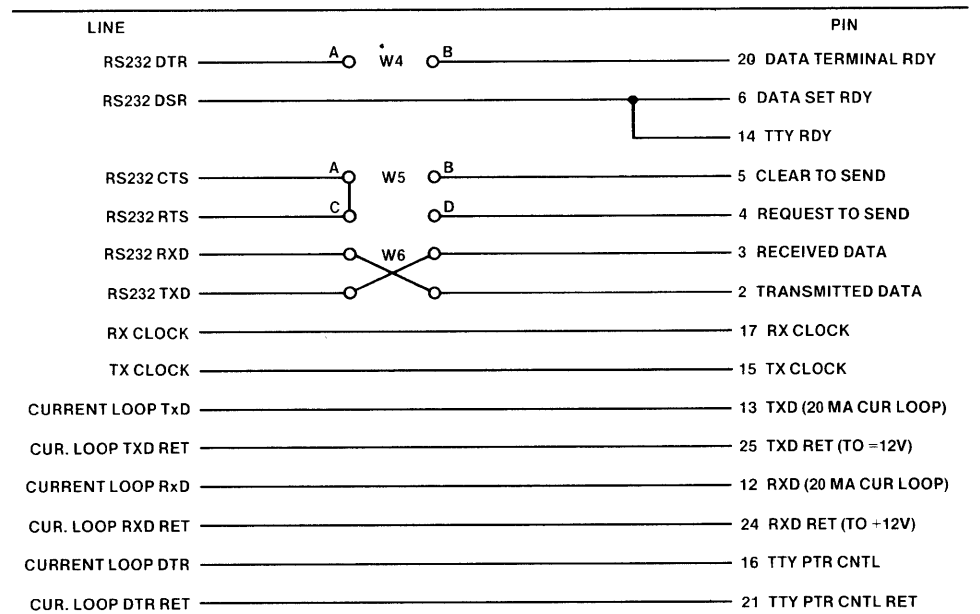 LINE PIN
RS232 DTR A W4 B 20 DATA TERMINAL RDY
RS232 DSR 6 DATA SET RDY
14 TTY RDY
RS232 CTS A W5 B 5 CLEAR TO SEND
RS232 RTS C D 4 REQUEST TO SEND
RS232 RXD W6 3 RECEIVED DATA
RS232 TXD 2 TRANSMITTED DATA
RX CLOCK 17 RX CLOCK
TX CLOCK 15 TX CLOCK
CURRENT LOOP TxD 13 TXD (20 MA CUR LOOP)
CUR. LOOP TXD RET 25 TXD RET (TO =12V)
CURRENT LOOP RxD 12 RXD (20 MA CUR LOOP)
CUR. LOOP RXD RET 24 RXD RET (TO +12V)
CURRENT LOOP DTR 16 TTY PTR CNTL
CUR. LOOP DTR RET 21 TTY PTR CNTL RET